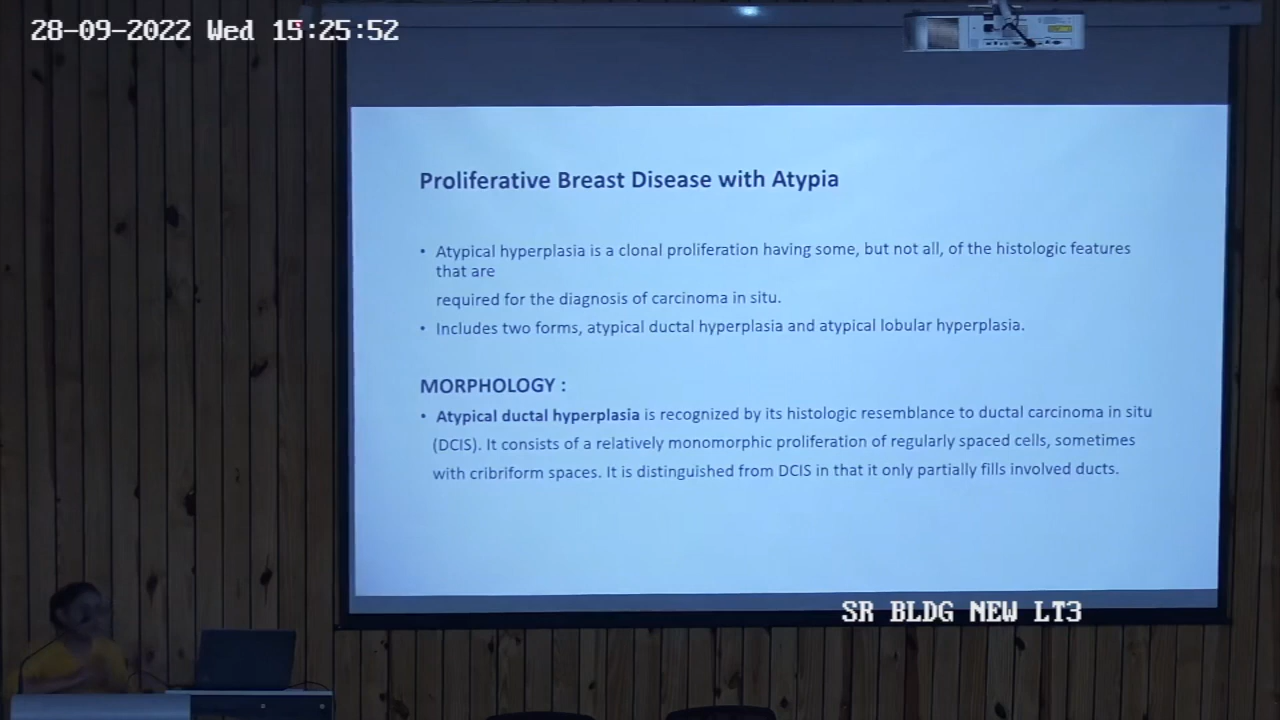 28-09-2022 Wed 15:25:52
Proliferative Breast Disease with Atypia
• Atypical hyperplasia is a clonal proliferation having some, but not all, of the histologic features
that are
required for the diagnosis of carcinoma in situ.
• Includes two forms, atypical ductal hyperplasia and atypical lobular hyperplasia.
MORPHOLOGY :
• Atypical ductal hyperplasia is recognized by its histologic resemblance to ductal carcinoma in situ
(DCIS). It consists of a relatively monomorphic proliferation of regularly spaced cells, sometimes
with cribriform spaces. It is distinguished from DCIS in that it only partially fills involved ducts.
SR BLDG NEW LT3